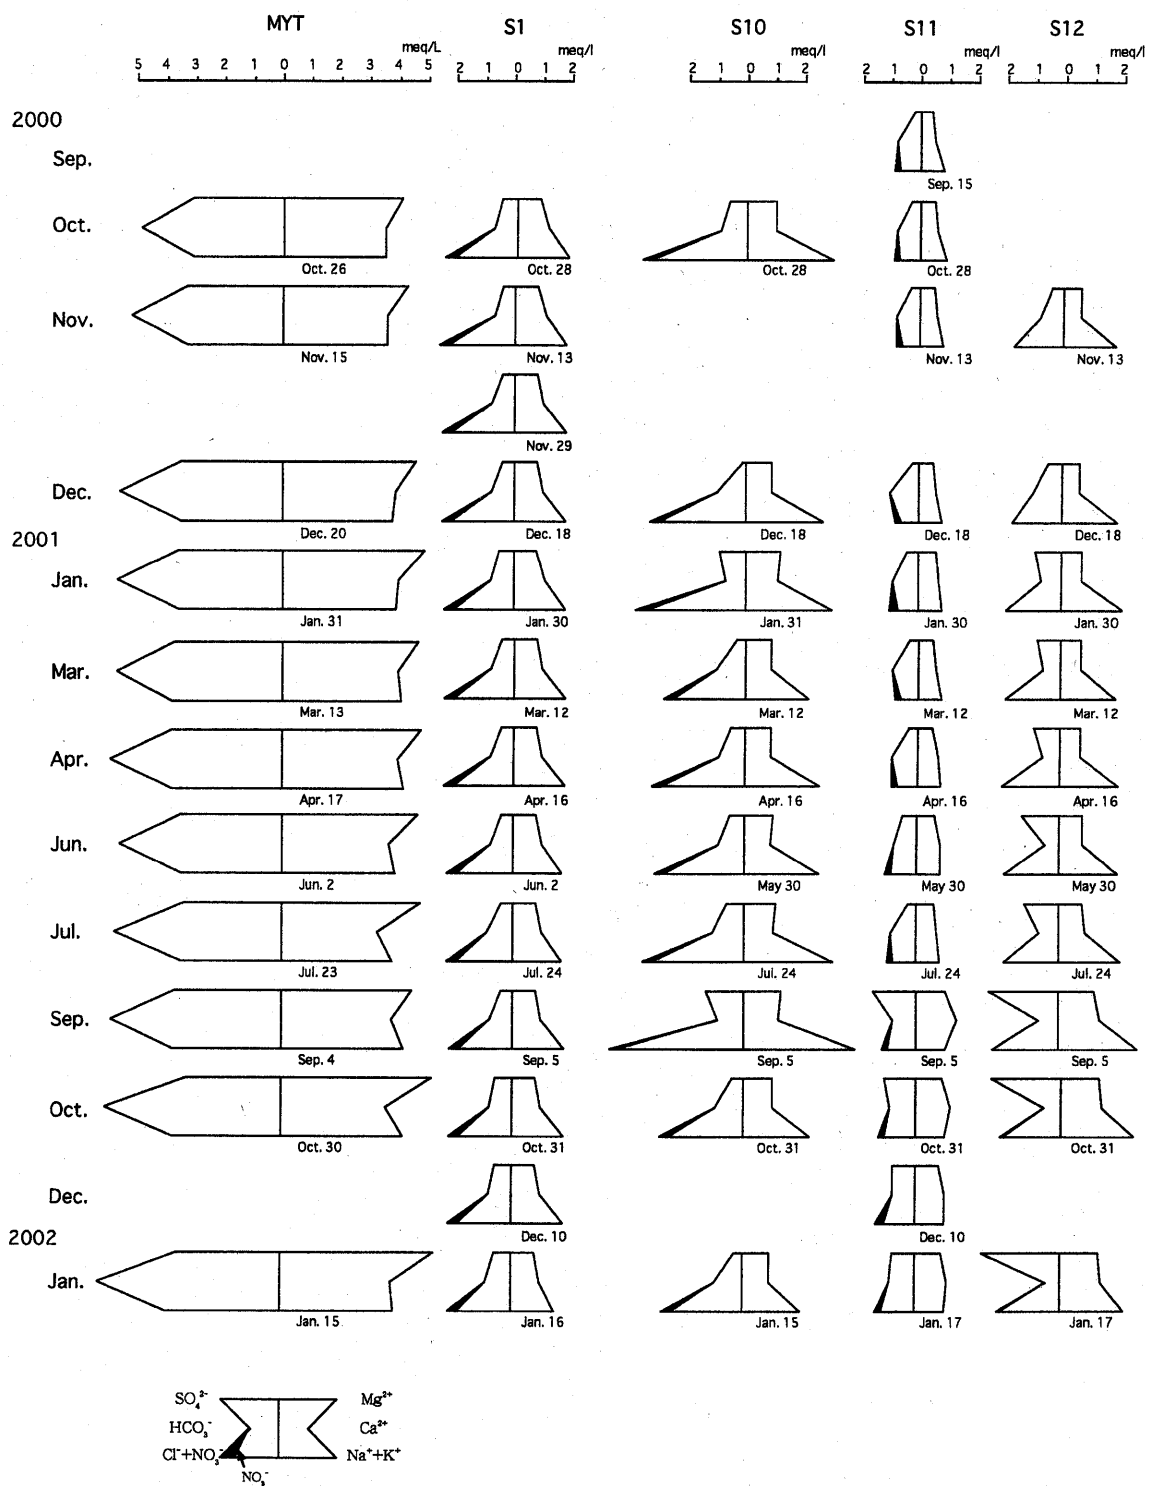 MYT S1 S10 S11 S12
meq/L meq/l meq/l meq/l
5 4 3 2 1 0 1 2 3 4 5 2 1 0 1 2 2 1 0 1 2 2 1 0 1 2 2 1 0 1 2
2000
Sep.
Sep. 15
Oct.
Oct. 26 Oct. 28 Oct. 28 Oct. 28
Nov.
Nov. 15 Nov. 13 Nov. 13 Nov. 13
Nov. 29
Dec.
Dec. 20 Dec. 18 Dec. 18 Dec. 18 Dec. 18
2001
Jan.
Jan. 31 Jan. 30 Jan. 31 Jan. 30 Jan. 30
Mar.
Mar. 13 Mar. 12 Mar. 12 Mar. 12 Mar. 12
Apr.
Apr. 17 Apr. 16 Apr. 16 Apr. 16 Apr. 16
Jun.
Jun. 2 Jun. 2 May 30 May 30 May 30
Jul.
Jul. 23 Jul. 24 Jul. 24 Jul. 24 Jul. 24
Sep.
Sep. 4 Sep. 5 Sep. 5 Sep. 5 Sep. 5
Oct.
Oct. 30 Oct. 31 Oct. 31 Oct. 31 Oct. 31
Dec.
Dec. 10 Dec. 10
2002
Jan.
Jan. 15 Jan. 16 Jan. 15 Jan. 17 Jan. 17
SO₄²⁻ Mg²⁺
HCO₃⁻ Ca²⁺
Cl⁻+NO₃⁻ Na⁺+K⁺
NO₃⁻